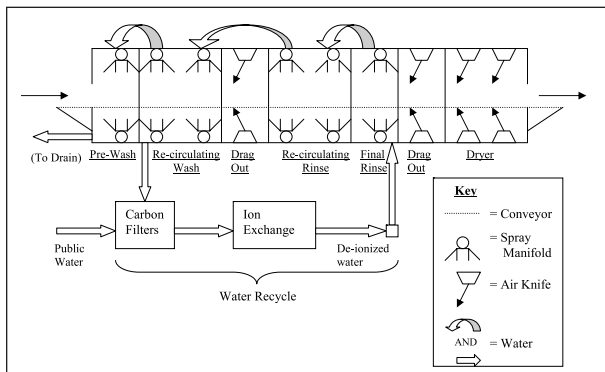 (To Drain)
Pre-Wash
Re-circulating
Wash
Drag
Out
Re-circulating
Rinse
Final
Rinse
Drag
Out
Dryer
Public
Water
Carbon
Filters
Ion
Exchange
De-ionized
water
Water Recycle
Key
= Conveyor
= Spray
Manifold
= Air Knife
AND
= Water